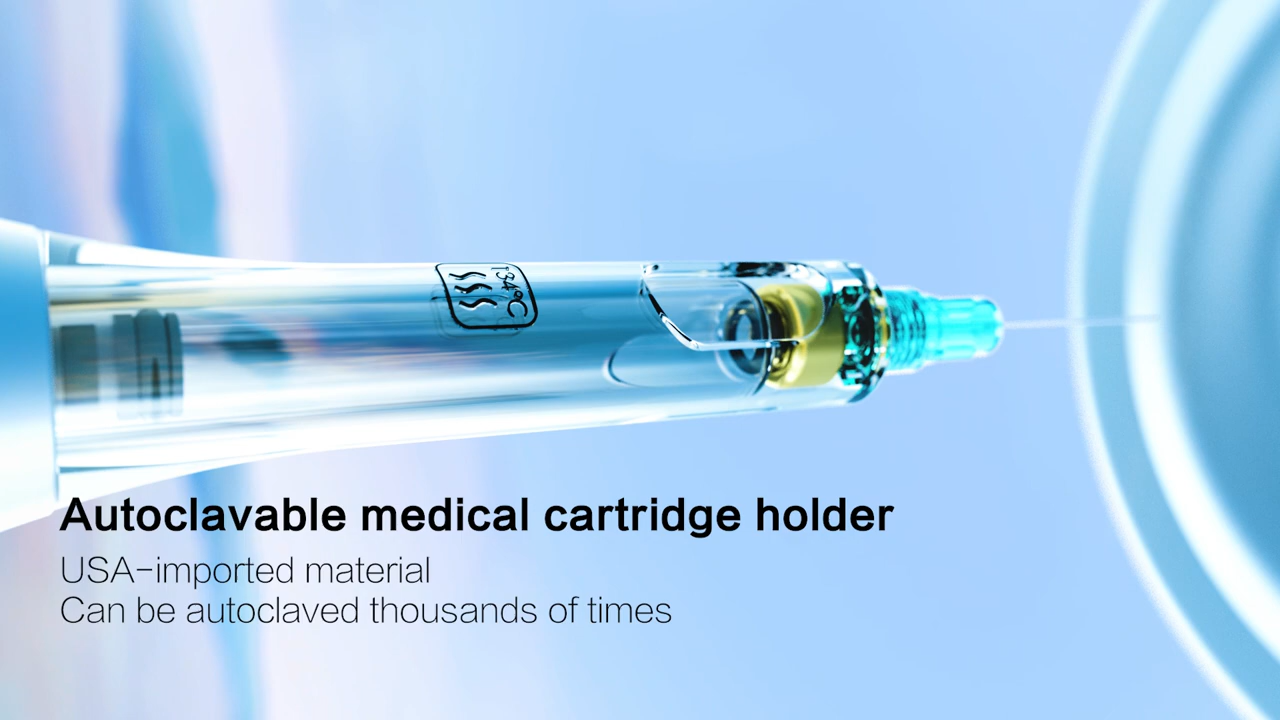 134°C
Autoclavable medical cartridge holder
USA-imported material
Can be autoclaved thousands of times